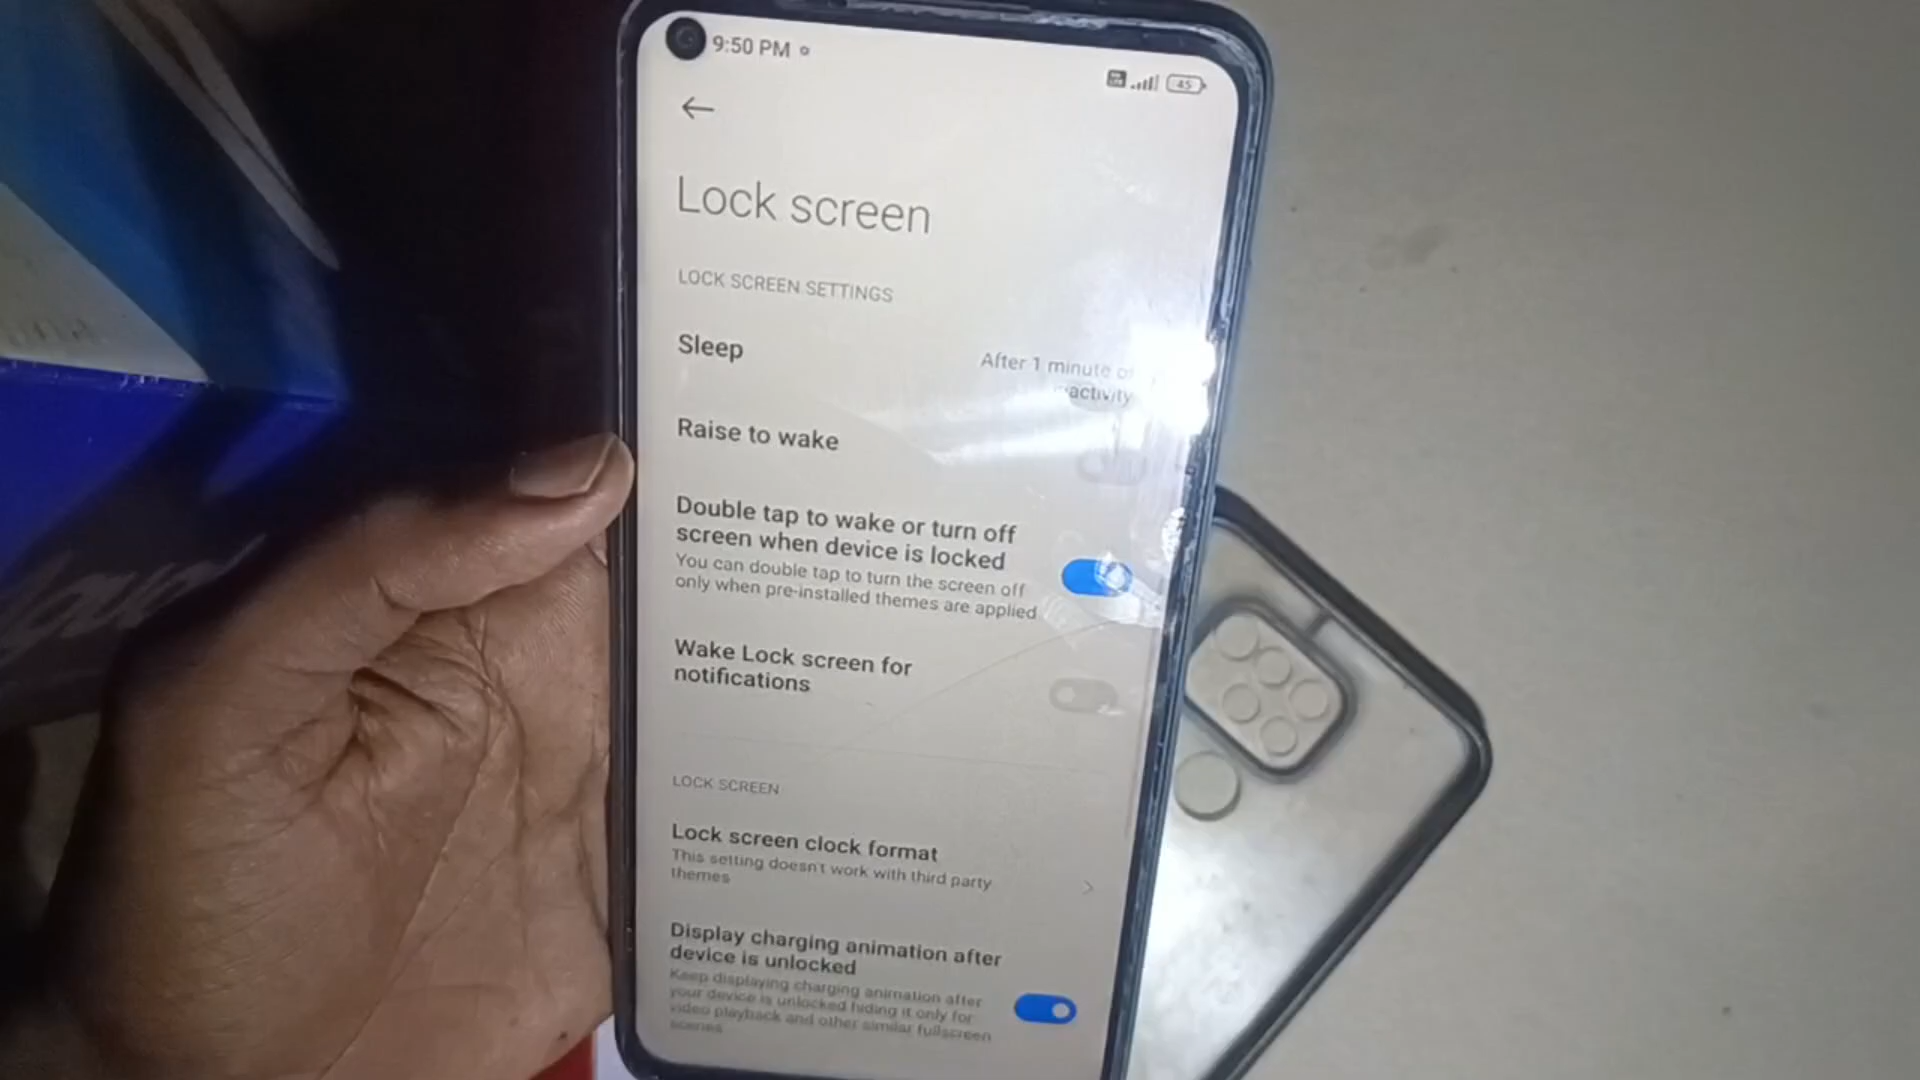 9:50 PM
45
Lock screen
LOCK SCREEN SETTINGS
Sleep
After 1 minute of
activity
Raise to wake
Double tap to wake or turn off
screen when device is locked
You can double tap to turn the screen off
only when pre-installed themes are applied
Wake Lock screen for
notifications
LOCK SCREEN
Lock screen clock format
This setting doesn't work with third party
themes
Display charging animation after
device is unlocked
Keep displaying charging animation after
your device is unlocked hiding it only for
video playback and other similar fullscreen
scenes